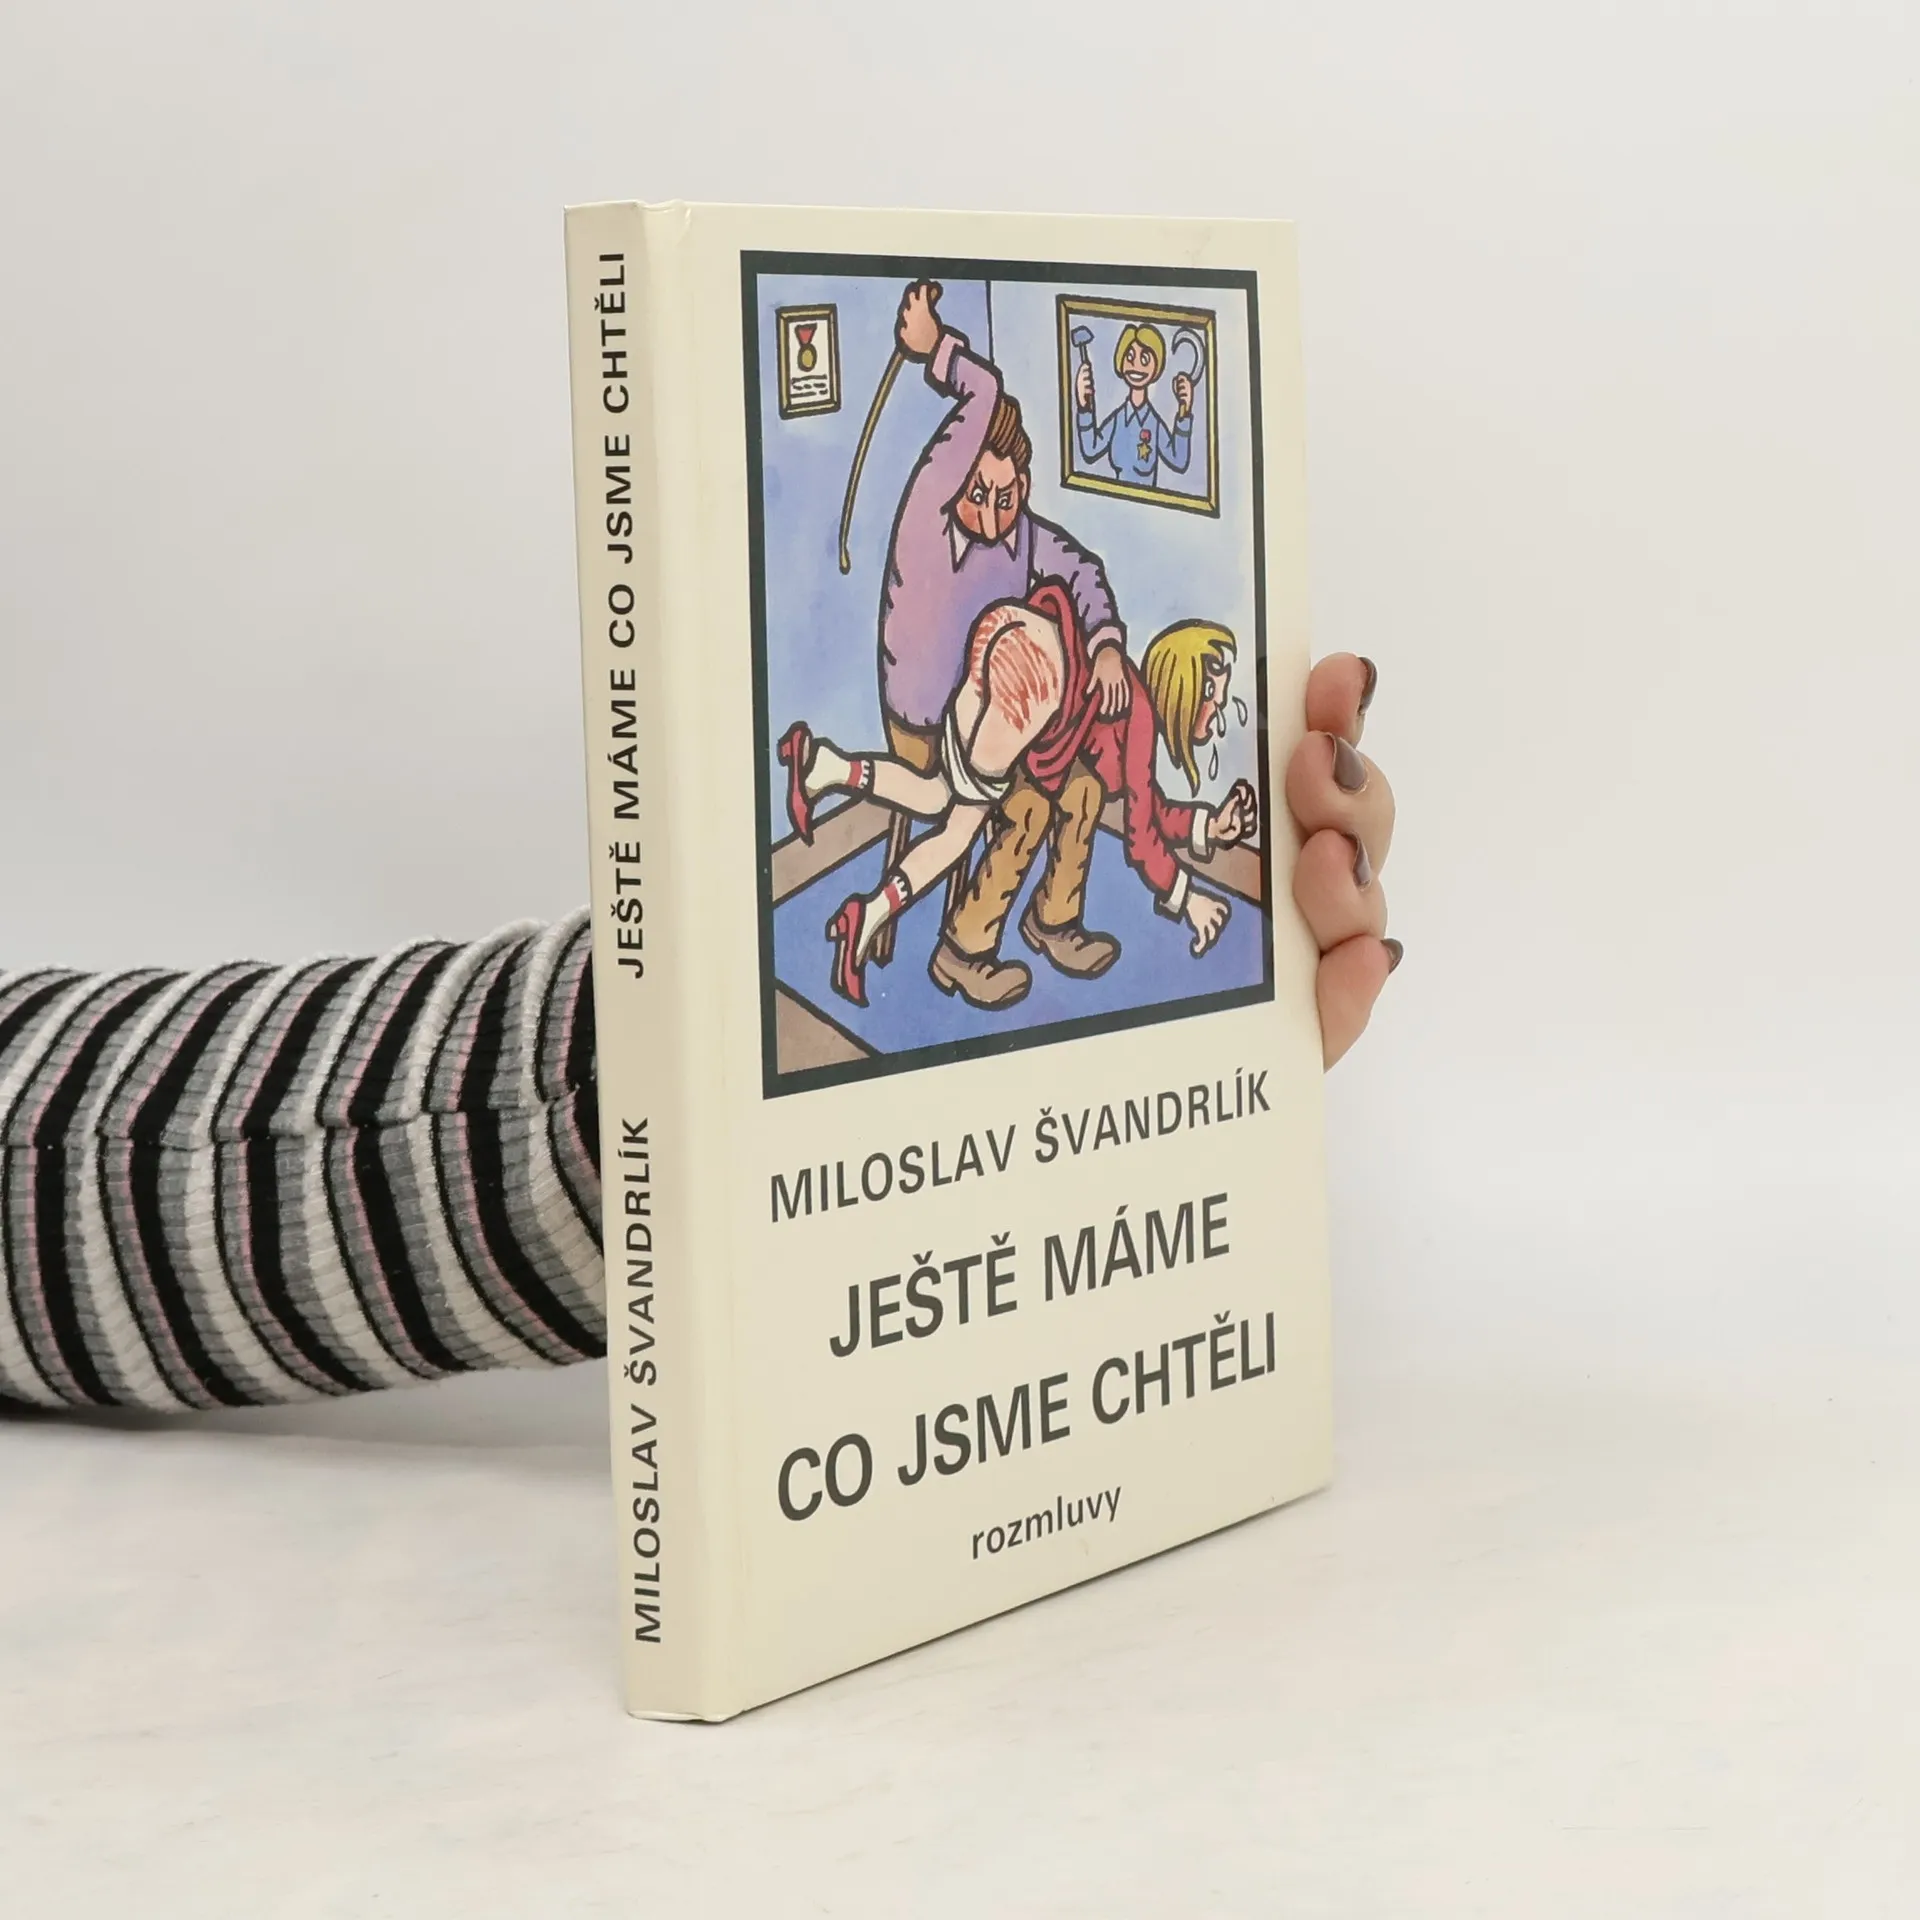 JEŠTĚ MÁME CO JSME CHTĚLI
MILOSLAV ŠVANDRLÍK
MILOSLAV ŠVANDRLÍK
JEŠTĚ MÁME
CO JSME CHTĚLI
rozmluvy